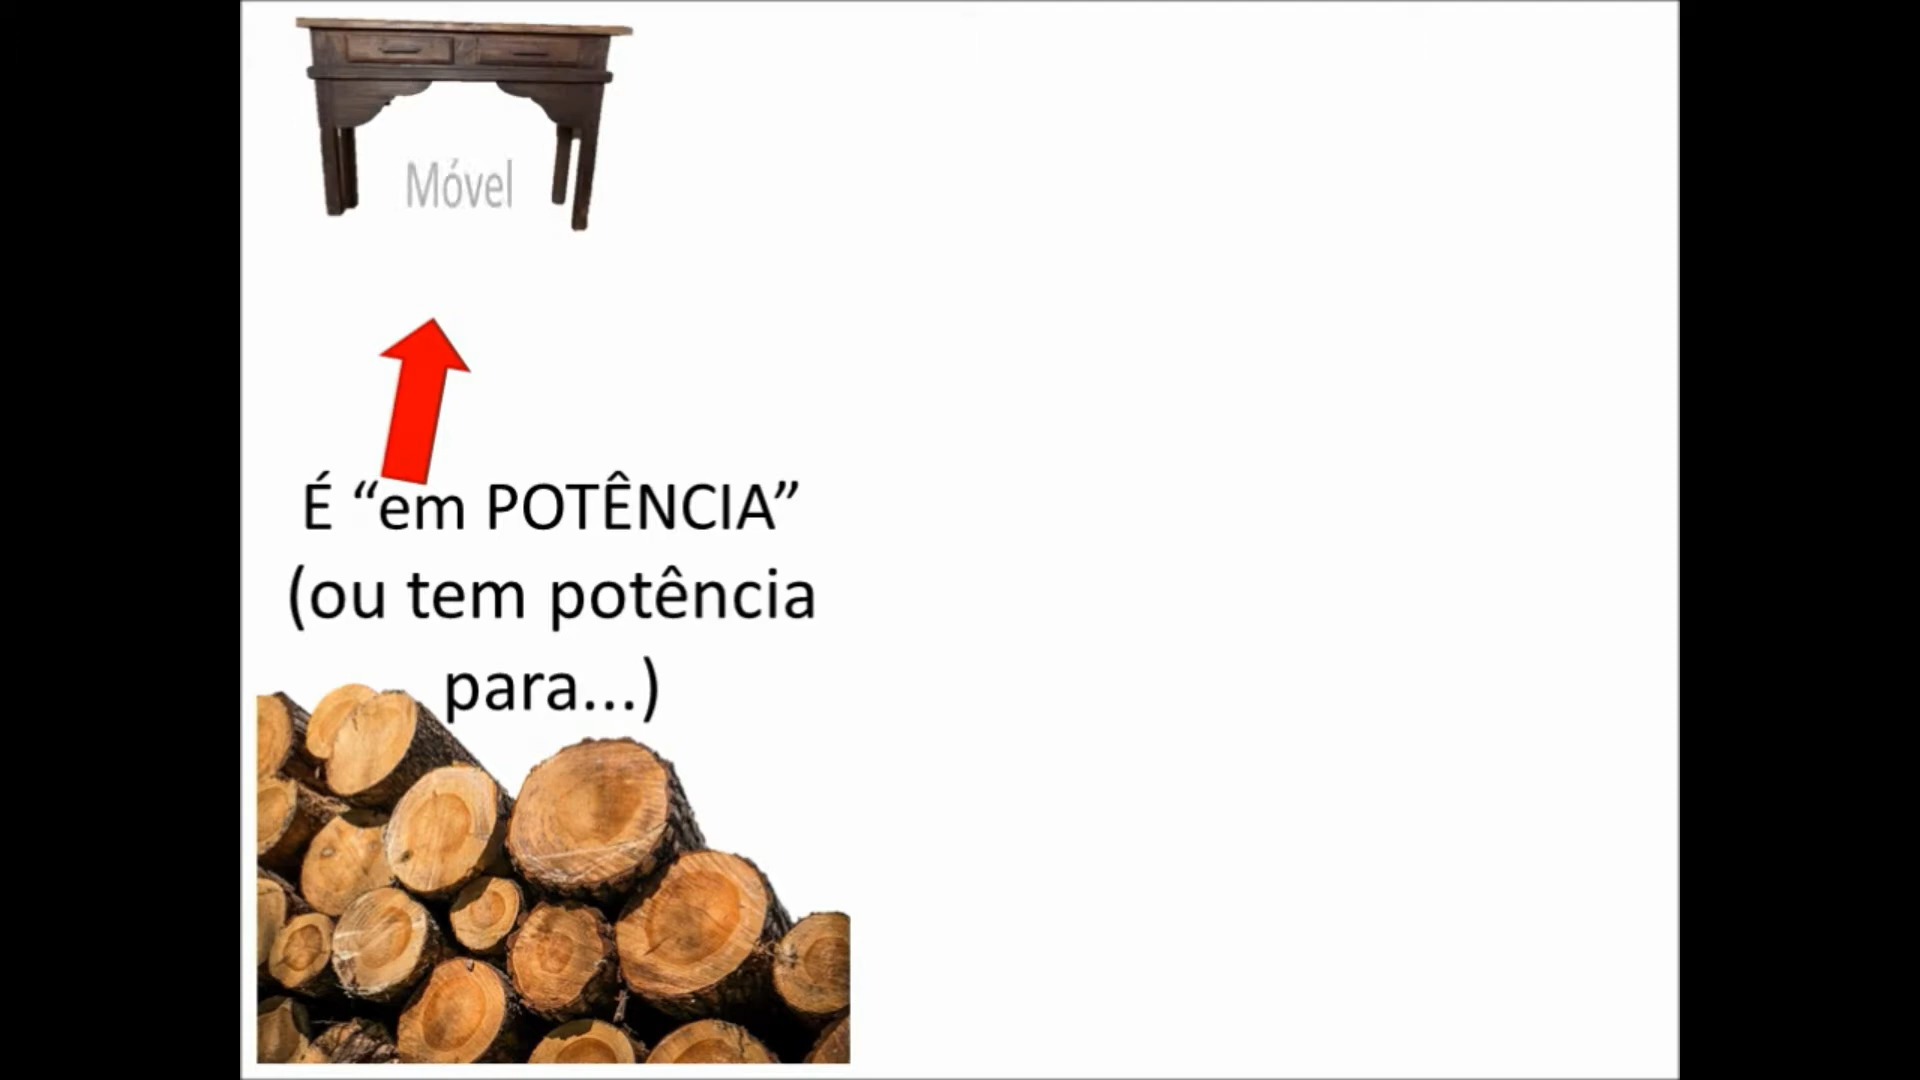 Móvel
É “em POTÊNCIA”
(ou tem potência
para...)